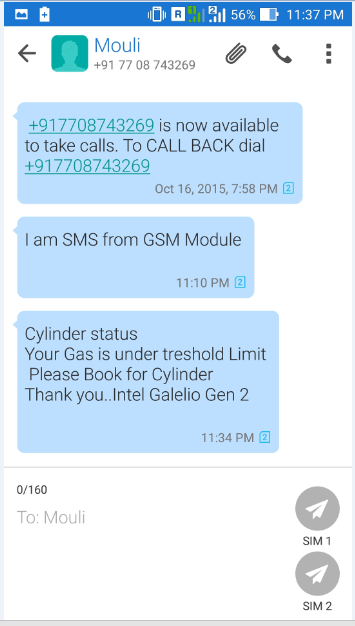 R 1 2 56% 11:37 PM
Mouli
+91 77 08 743269
+917708743269 is now available
to take calls. To CALL BACK dial
+917708743269
Oct 16, 2015, 7:58 PM 2
I am SMS from GSM Module
11:10 PM 2
Cylinder status
Your Gas is under treshold Limit
Please Book for Cylinder
Thank you..Intel Galelio Gen 2
11:34 PM 2
0/160
To: Mouli
SIM 1
SIM 2